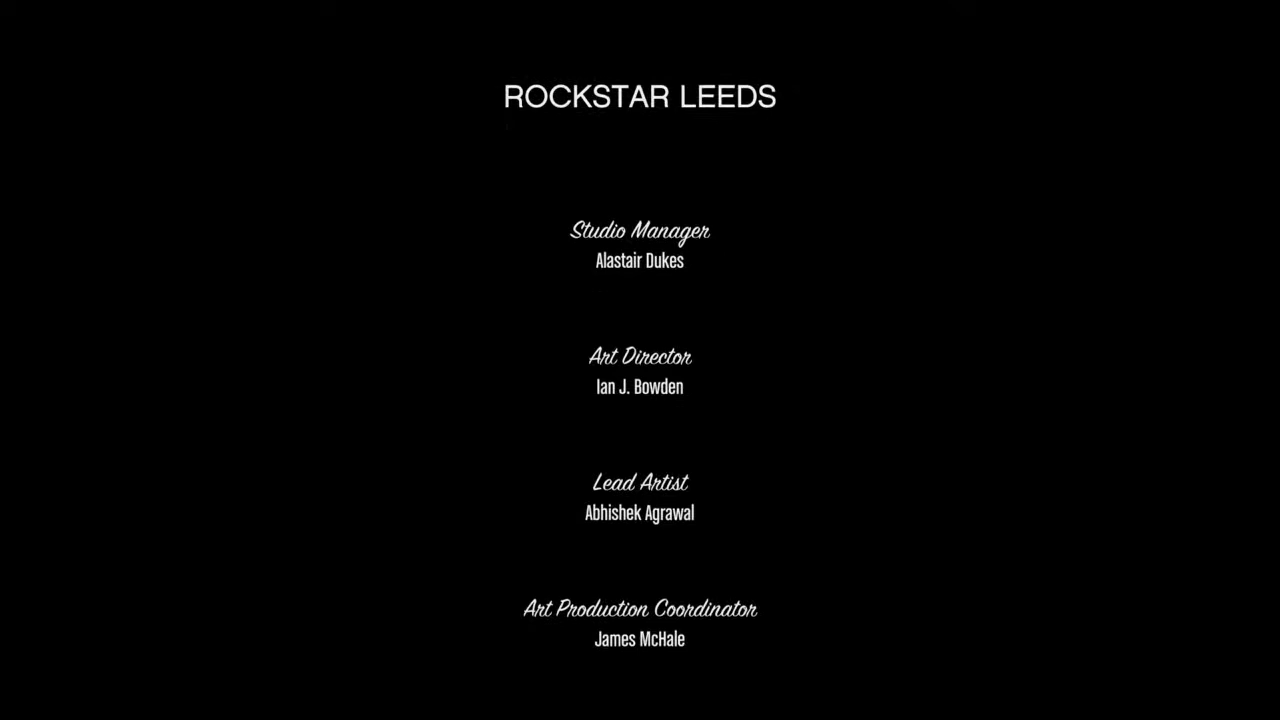 ROCKSTAR LEEDS
Studio Manager
Alastair Dukes
Art Director
Ian J. Bowden
Lead Artist
Abhishek Agrawal
Art Production Coordinator
James McHale